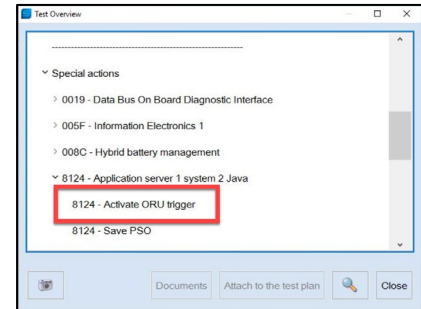 Test Overview
------------------------------------------------------------
Special actions
0019 - Data Bus On Board Diagnostic Interface
005F - Information Electronics 1
008C - Hybrid battery management
8124 - Application server 1 system 2 Java
8124 - Activate ORU trigger
8124 - Save PSO
Documents
Attach to the test plan
Close